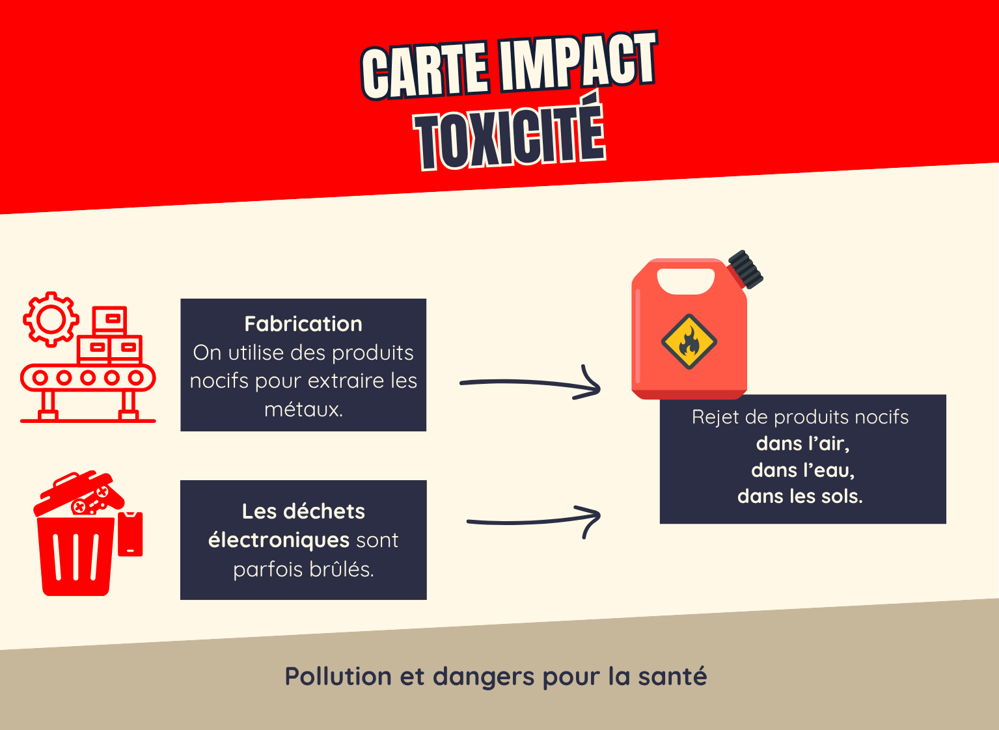 CARTE IMPACT
TOXICITÉ
Fabrication
On utilise des produits
nocifs pour extraire les
métaux.
Les déchets
électroniques sont
parfois brûlés.
Rejet de produits nocifs
dans l’air,
dans l’eau,
dans les sols.
Pollution et dangers pour la santé